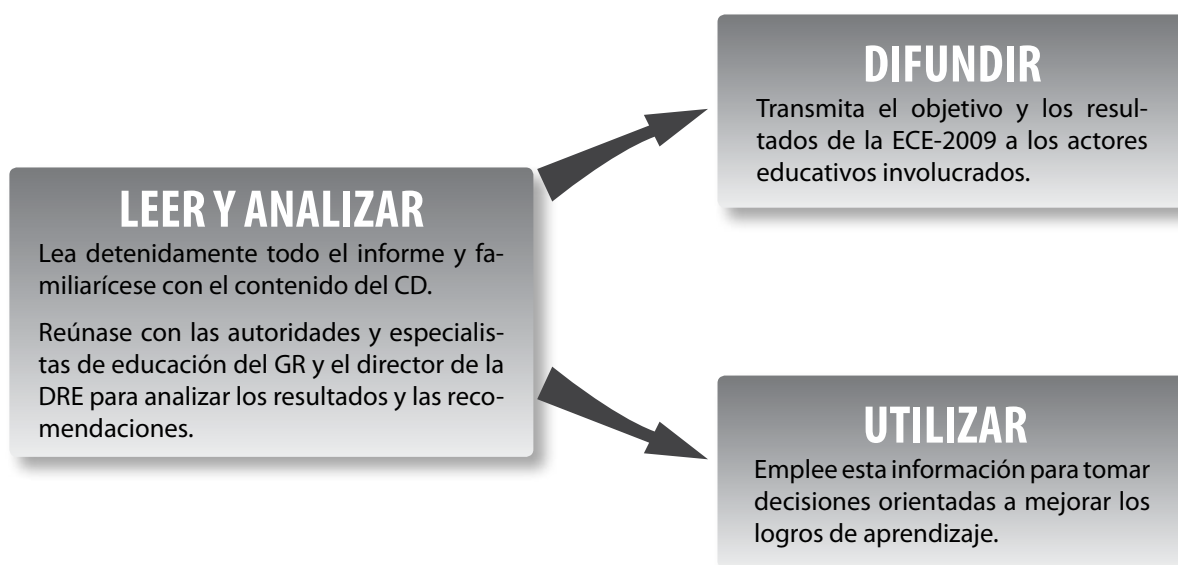 LEER Y ANALIZAR
Lea detenidamente todo el informe y fa-
miliarícese con el contenido del CD.
Reúnase con las autoridades y especialis-
tas de educación del GR y el director de la
DRE para analizar los resultados y las reco-
mendaciones.
DIFUNDIR
Transmita el objetivo y los resul-
tados de la ECE-2009 a los actores
educativos involucrados.
UTILIZAR
Emplee esta información para tomar
decisiones orientadas a mejorar los
logros de aprendizaje.